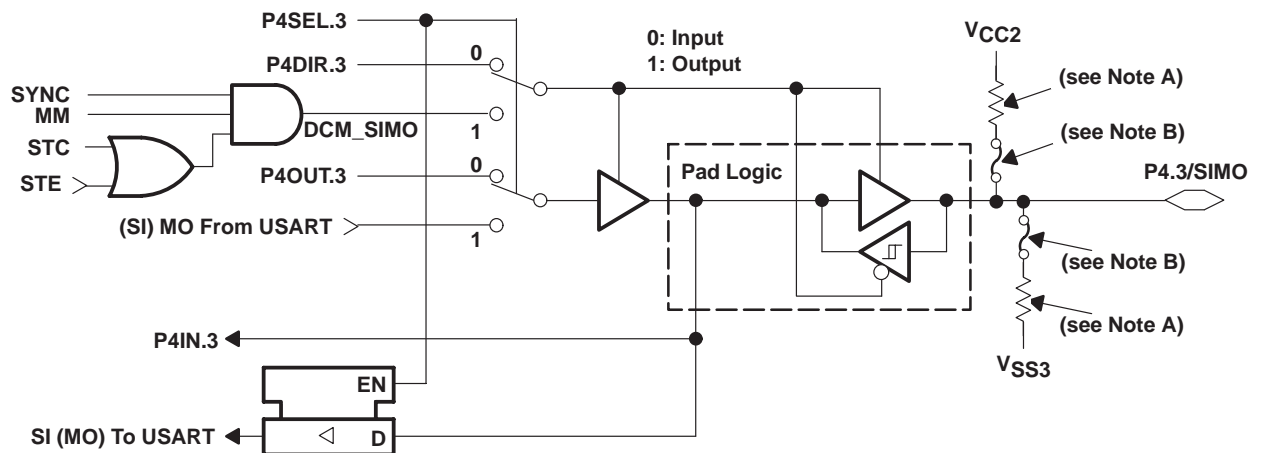 P4SEL.3
P4DIR.3
0
0: Input
1: Output
VCC2
(see Note A)
SYNC
MM
DCM_SIMO
1
(see Note B)
STC
STE
P4OUT.3
0
Pad Logic
P4.3/SIMO
(SI) MO From USART
1
(see Note B)
(see Note A)
P4IN.3
VSS3
EN
SI (MO) To USART
D